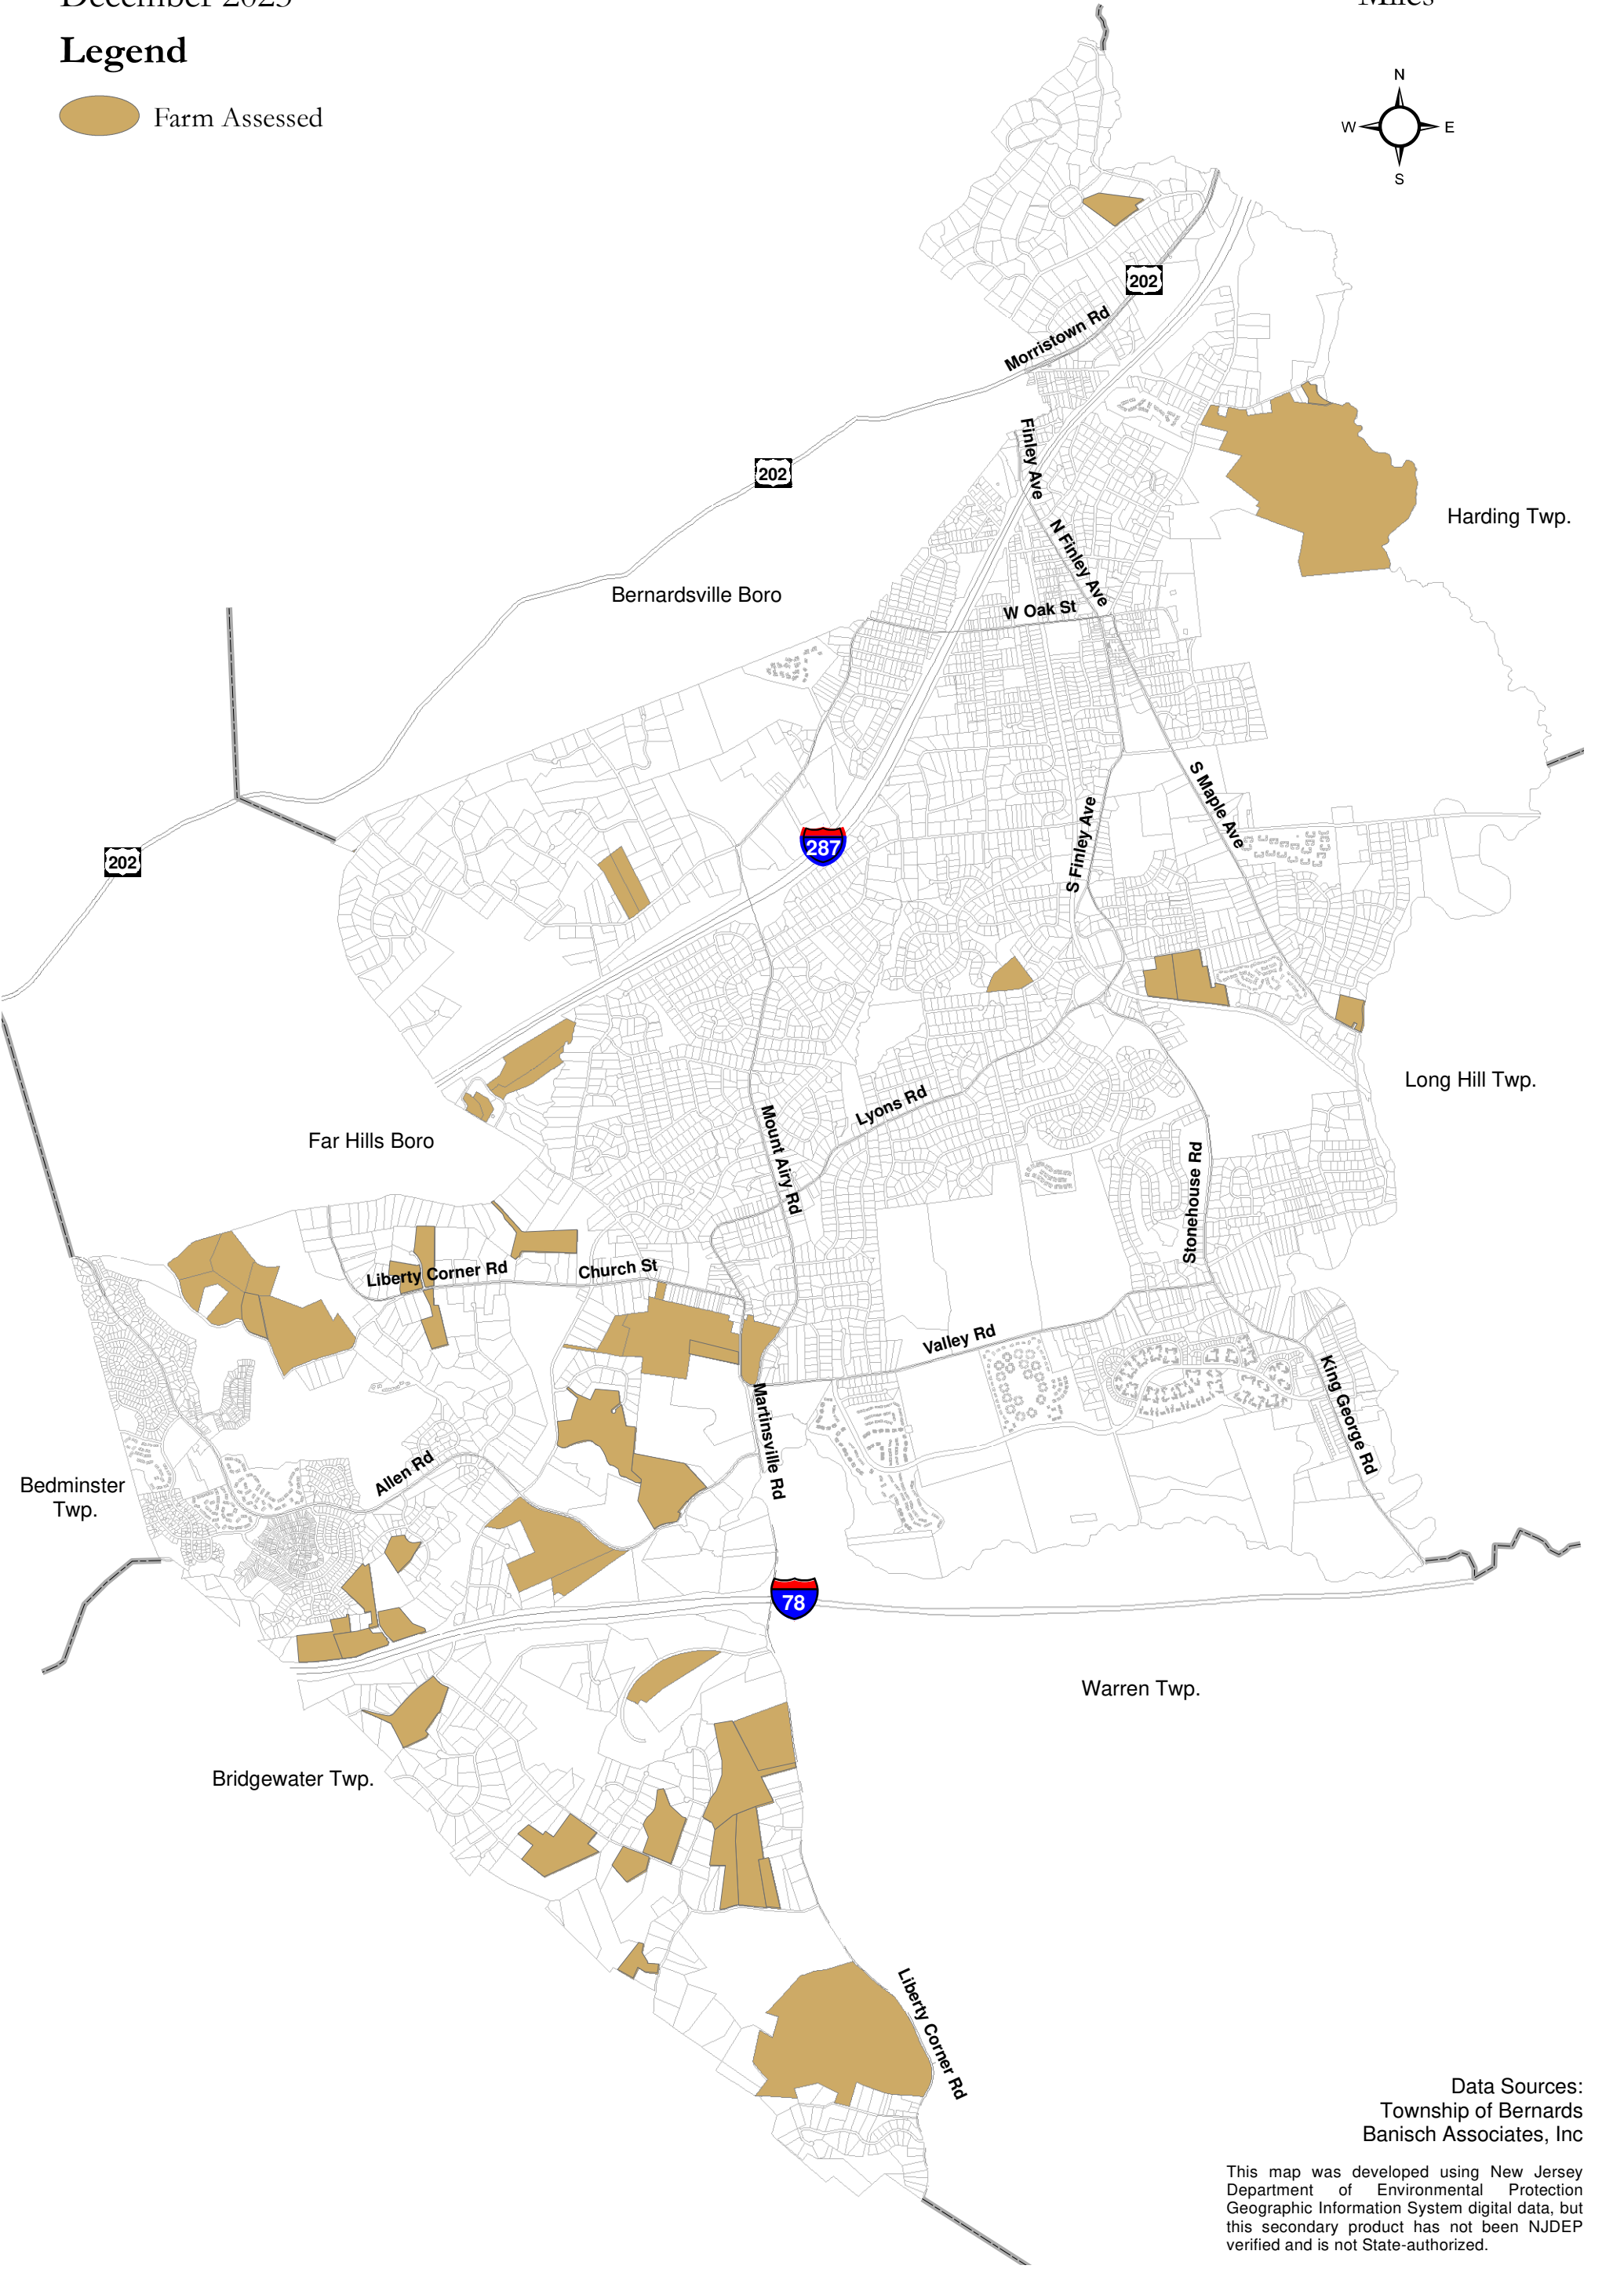 December 2023
Miles
Legend
Farm Assessed
N
W
E
S
202
Morristown Rd
Finley Ave
202
Harding Twp.
N Finley Ave
Bernardsville Boro
W Oak St
S Maple Ave
S Finley Ave
287
202
Long Hill Twp.
Lyons Rd
Mount Airy Rd
Far Hills Boro
Stonehouse Rd
Church St
Liberty Corner Rd
Valley Rd
King George Rd
Martinsville Rd
Allen Rd
Bedminster
Twp.
78
Warren Twp.
Bridgewater Twp.
Liberty Corner Rd
Data Sources:
Township of Bernards
Banisch Associates, Inc
This map was developed using New Jersey
Department of Environmental Protection
Geographic Information System digital data, but
this secondary product has not been NJDEP
verified and is not State-authorized.